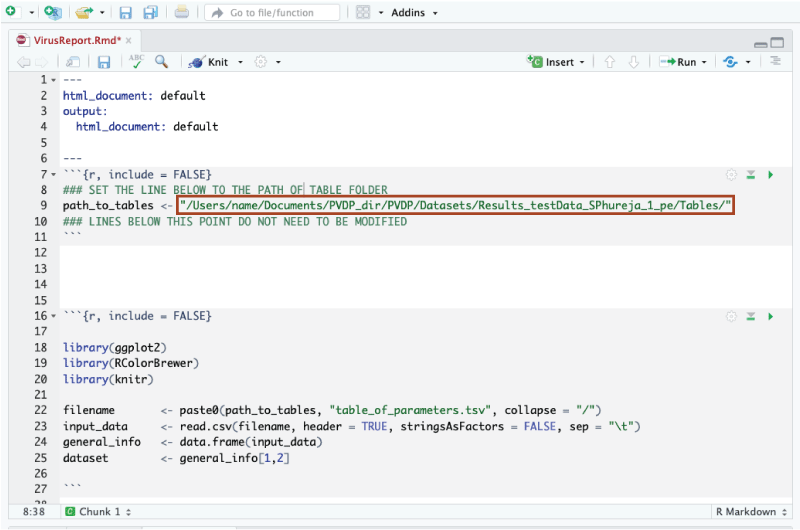 Go to file/function
Addins
VirusReport.Rmd*
ABC
Knit
Insert
Run
1 ---
2 html_document: default
3 output:
4   html_document: default
5
6 ---
7 ```{r, include = FALSE}
8 ### SET THE LINE BELOW TO THE PATH OF TABLE FOLDER
9 path_to_tables <- "/Users/name/Documents/PVDP_dir/PVDP/Datasets/Results_testData_SPhureja_1_pe/Tables/"
10 ### LINES BELOW THIS POINT DO NOT NEED TO BE MODIFIED
11 ```
12
13
14
15
16 ```{r, include = FALSE}
17
18 library(ggplot2)
19 library(RColorBrewer)
20 library(knitr)
21
22 filename       <- paste0(path_to_tables, "table_of_parameters.tsv", collapse = "/")
23 input_data     <- read.csv(filename, header = TRUE, stringsAsFactors = FALSE, sep = "\t")
24 general_info   <- data.frame(input_data)
25 dataset        <- general_info[1,2]
26
27 ```
8:38 C Chunk 1 R Markdown